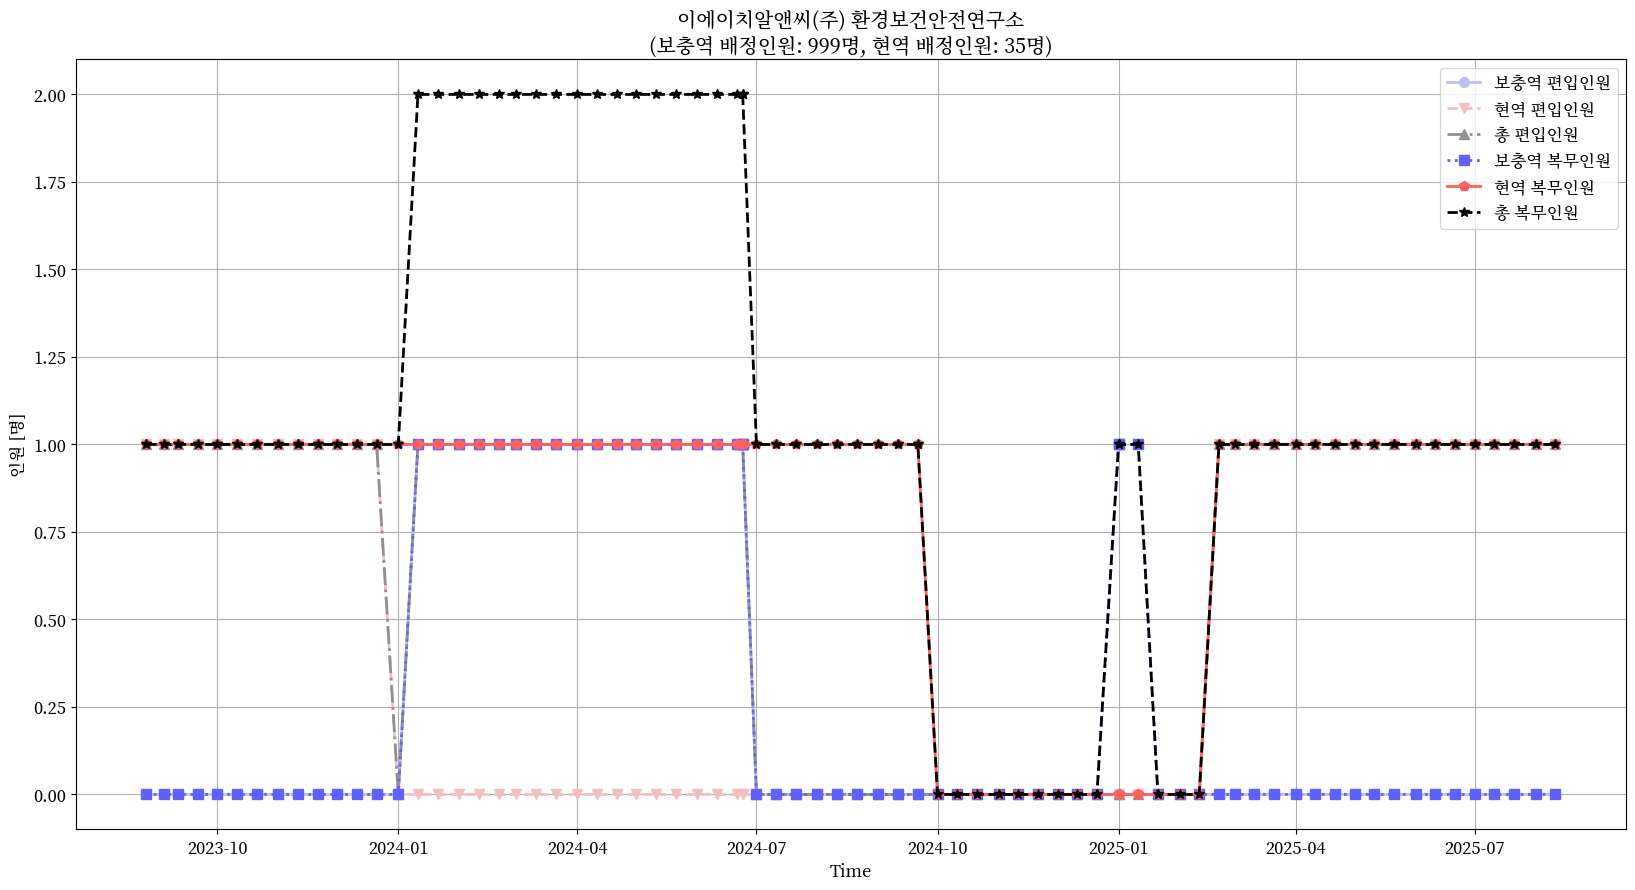 이에이치알앤씨(주) 환경보건안전연구소
(보충역 배정인원: 999명, 현역 배정인원: 35명)
보충역 편입인원
현역 편입인원
총 편입인원
보충역 복무인원
현역 복무인원
총 복무인원
인원 [명]
2.00
1.75
1.50
1.25
1.00
0.75
0.50
0.25
0.00
2023-10
2024-01
2024-04
2024-07
2024-10
2025-01
2025-04
2025-07
Time